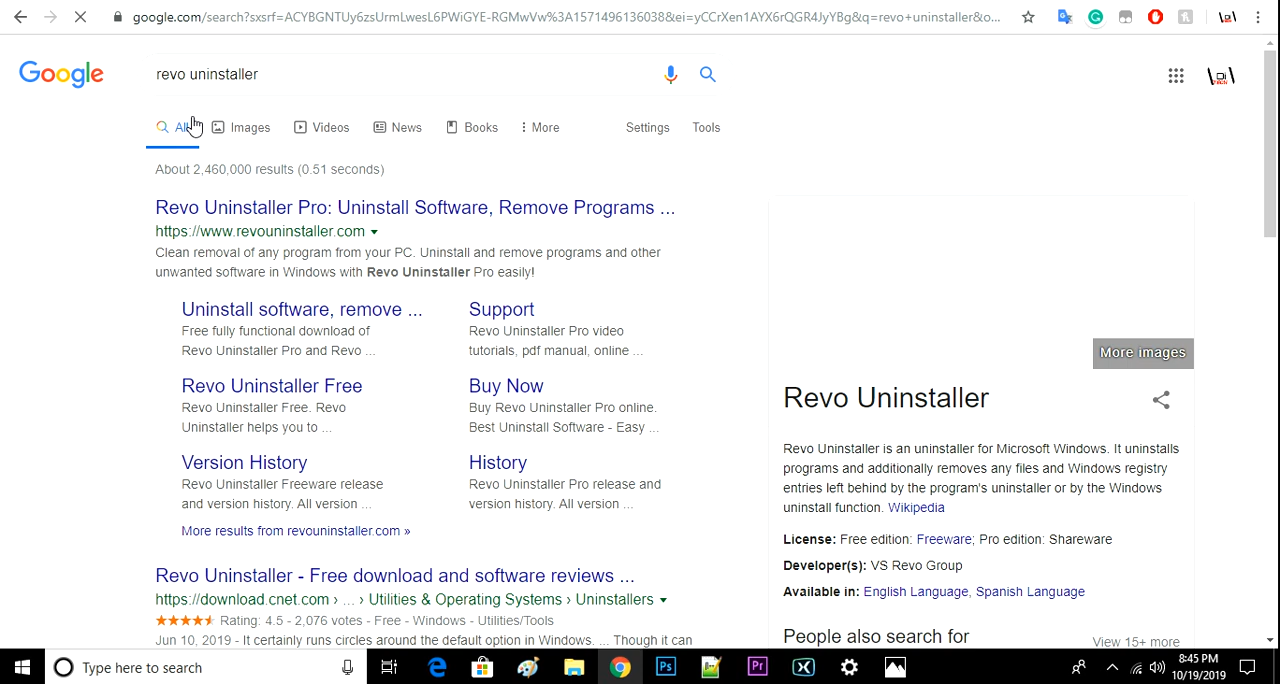 google.com/search?sxsrf=ACYBGNTUy6zsUrmLwesL6PWiGYE-RGMwVw%3A1571496136038&ei=yCCrXen1AYX6rQGR4JyYBg&q=revo+uninstaller&o...
Google
revo uninstaller
All Images Videos News Books More Settings Tools
About 2,460,000 results (0.51 seconds)
Revo Uninstaller Pro: Uninstall Software, Remove Programs ...
https://www.revouninstaller.com
Clean removal of any program from your PC. Uninstall and remove programs and other
unwanted software in Windows with Revo Uninstaller Pro easily!
Uninstall software, remove ...
Free fully functional download of
Revo Uninstaller Pro and Revo ...
Support
Revo Uninstaller Pro video
tutorials, pdf manual, online ...
Revo Uninstaller Free
Revo Uninstaller Free. Revo
Uninstaller helps you to ...
Buy Now
Buy Revo Uninstaller Pro online.
Best Uninstall Software - Easy ...
Version History
Revo Uninstaller Freeware release
and version history. All version ...
History
Revo Uninstaller Pro release and
version history. All version ...
More results from revouninstaller.com »
Revo Uninstaller - Free download and software reviews ...
https://download.cnet.com › ... › Utilities & Operating Systems › Uninstallers
Rating: 4.5 - 2,076 votes - Free - Windows - Utilities/Tools
Jun 10, 2019 - It certainly runs circles around the default option in Windows. ... Though it can
More images
Revo Uninstaller
Revo Uninstaller is an uninstaller for Microsoft Windows. It uninstalls
programs and additionally removes any files and Windows registry
entries left behind by the program's uninstaller or by the Windows
uninstall function. Wikipedia
License: Free edition: Freeware; Pro edition: Shareware
Developer(s): VS Revo Group
Available in: English Language, Spanish Language
People also search for
View 15+ more
Type here to search
Ps
Pr
8:45 PM
10/19/2019